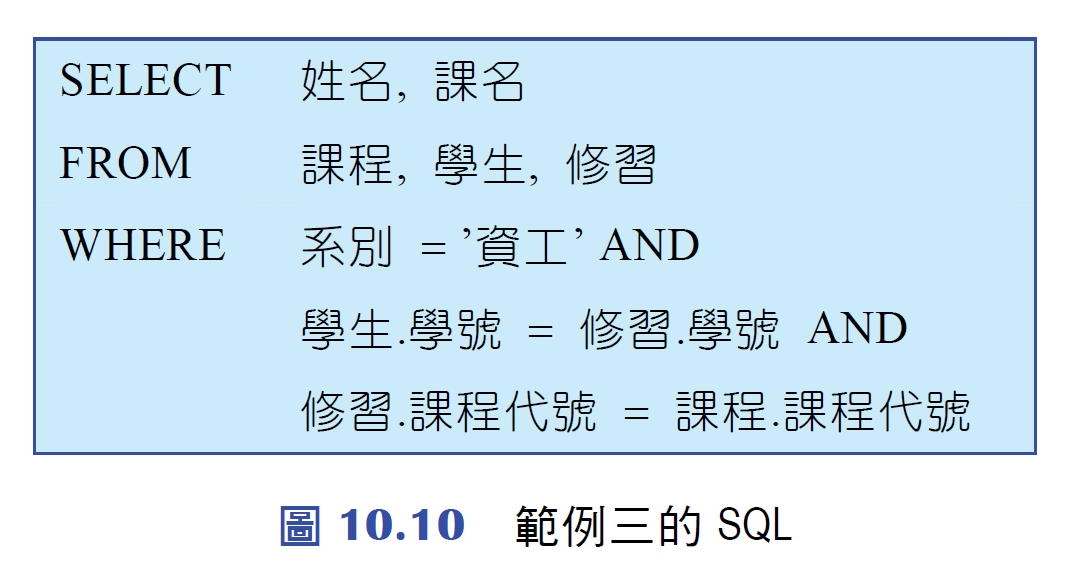 SELECT 姓名, 課名
FROM 課程, 學生, 修習
WHERE 系別 = ’資工’ AND
學生.學號 = 修習.學號 AND
修習.課程代號 = 課程.課程代號
圖 10.10 範例三的 SQL